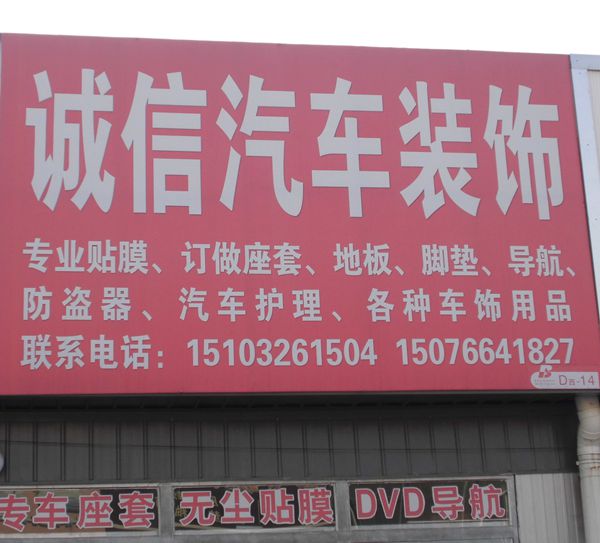 诚信汽车装饰
专业贴膜、订做座套、地板、脚垫、导航、
防盗器、汽车护理、各种车饰用品
联系电话：15103261504 15076641827
D西-14
专车座套 无尘贴膜 DVD导航